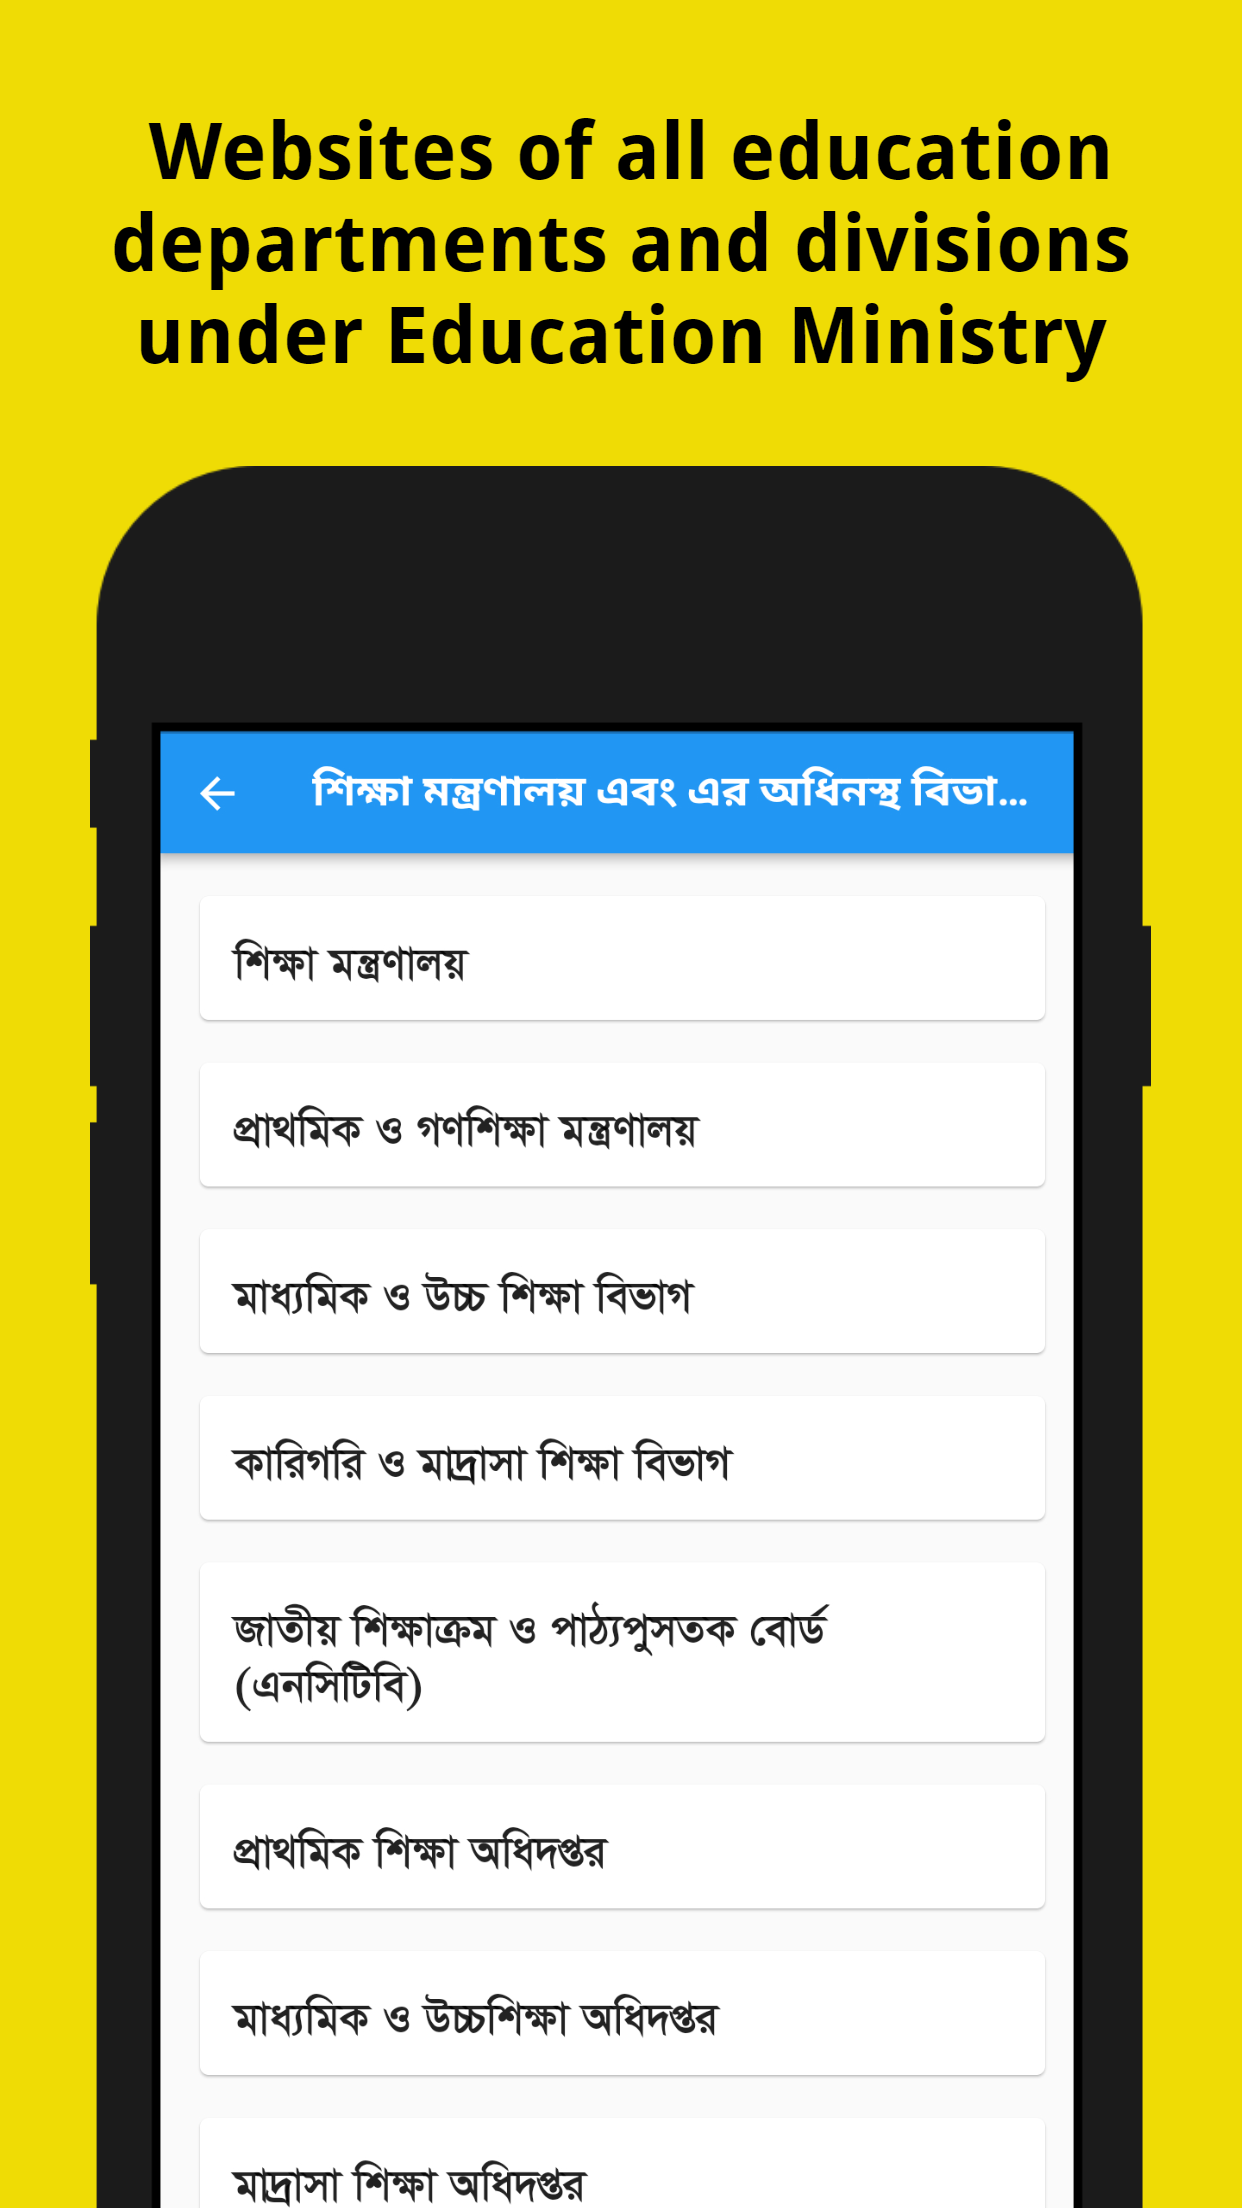 Websites of all education
departments and divisions
under Education Ministry
শিক্ষা মন্ত্রণালয় এবং এর অধিনস্থ বিভা...
শিক্ষা মন্ত্রণালয়
প্রাথমিক ও গণশিক্ষা মন্ত্রণালয়
মাধ্যমিক ও উচ্চ শিক্ষা বিভাগ
কারিগরি ও মাদ্রাসা শিক্ষা বিভাগ
জাতীয় শিক্ষাক্রম ও পাঠ্যপুসতক বোর্ড
(এনসিটিবি)
প্রাথমিক শিক্ষা অধিদপ্তর
মাধ্যমিক ও উচ্চশিক্ষা অধিদপ্তর
মাদ্রাসা শিক্ষা অধিদপ্তর